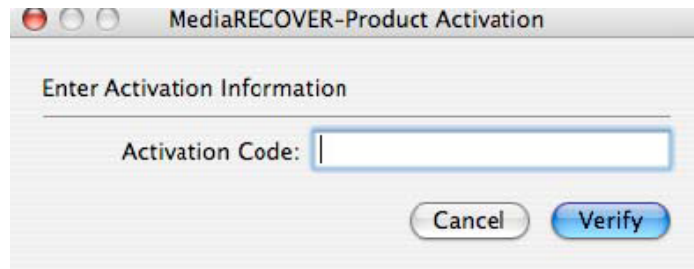 MediaRECOVER-Product Activation
Enter Activation Information
Activation Code:
Cancel
Verify